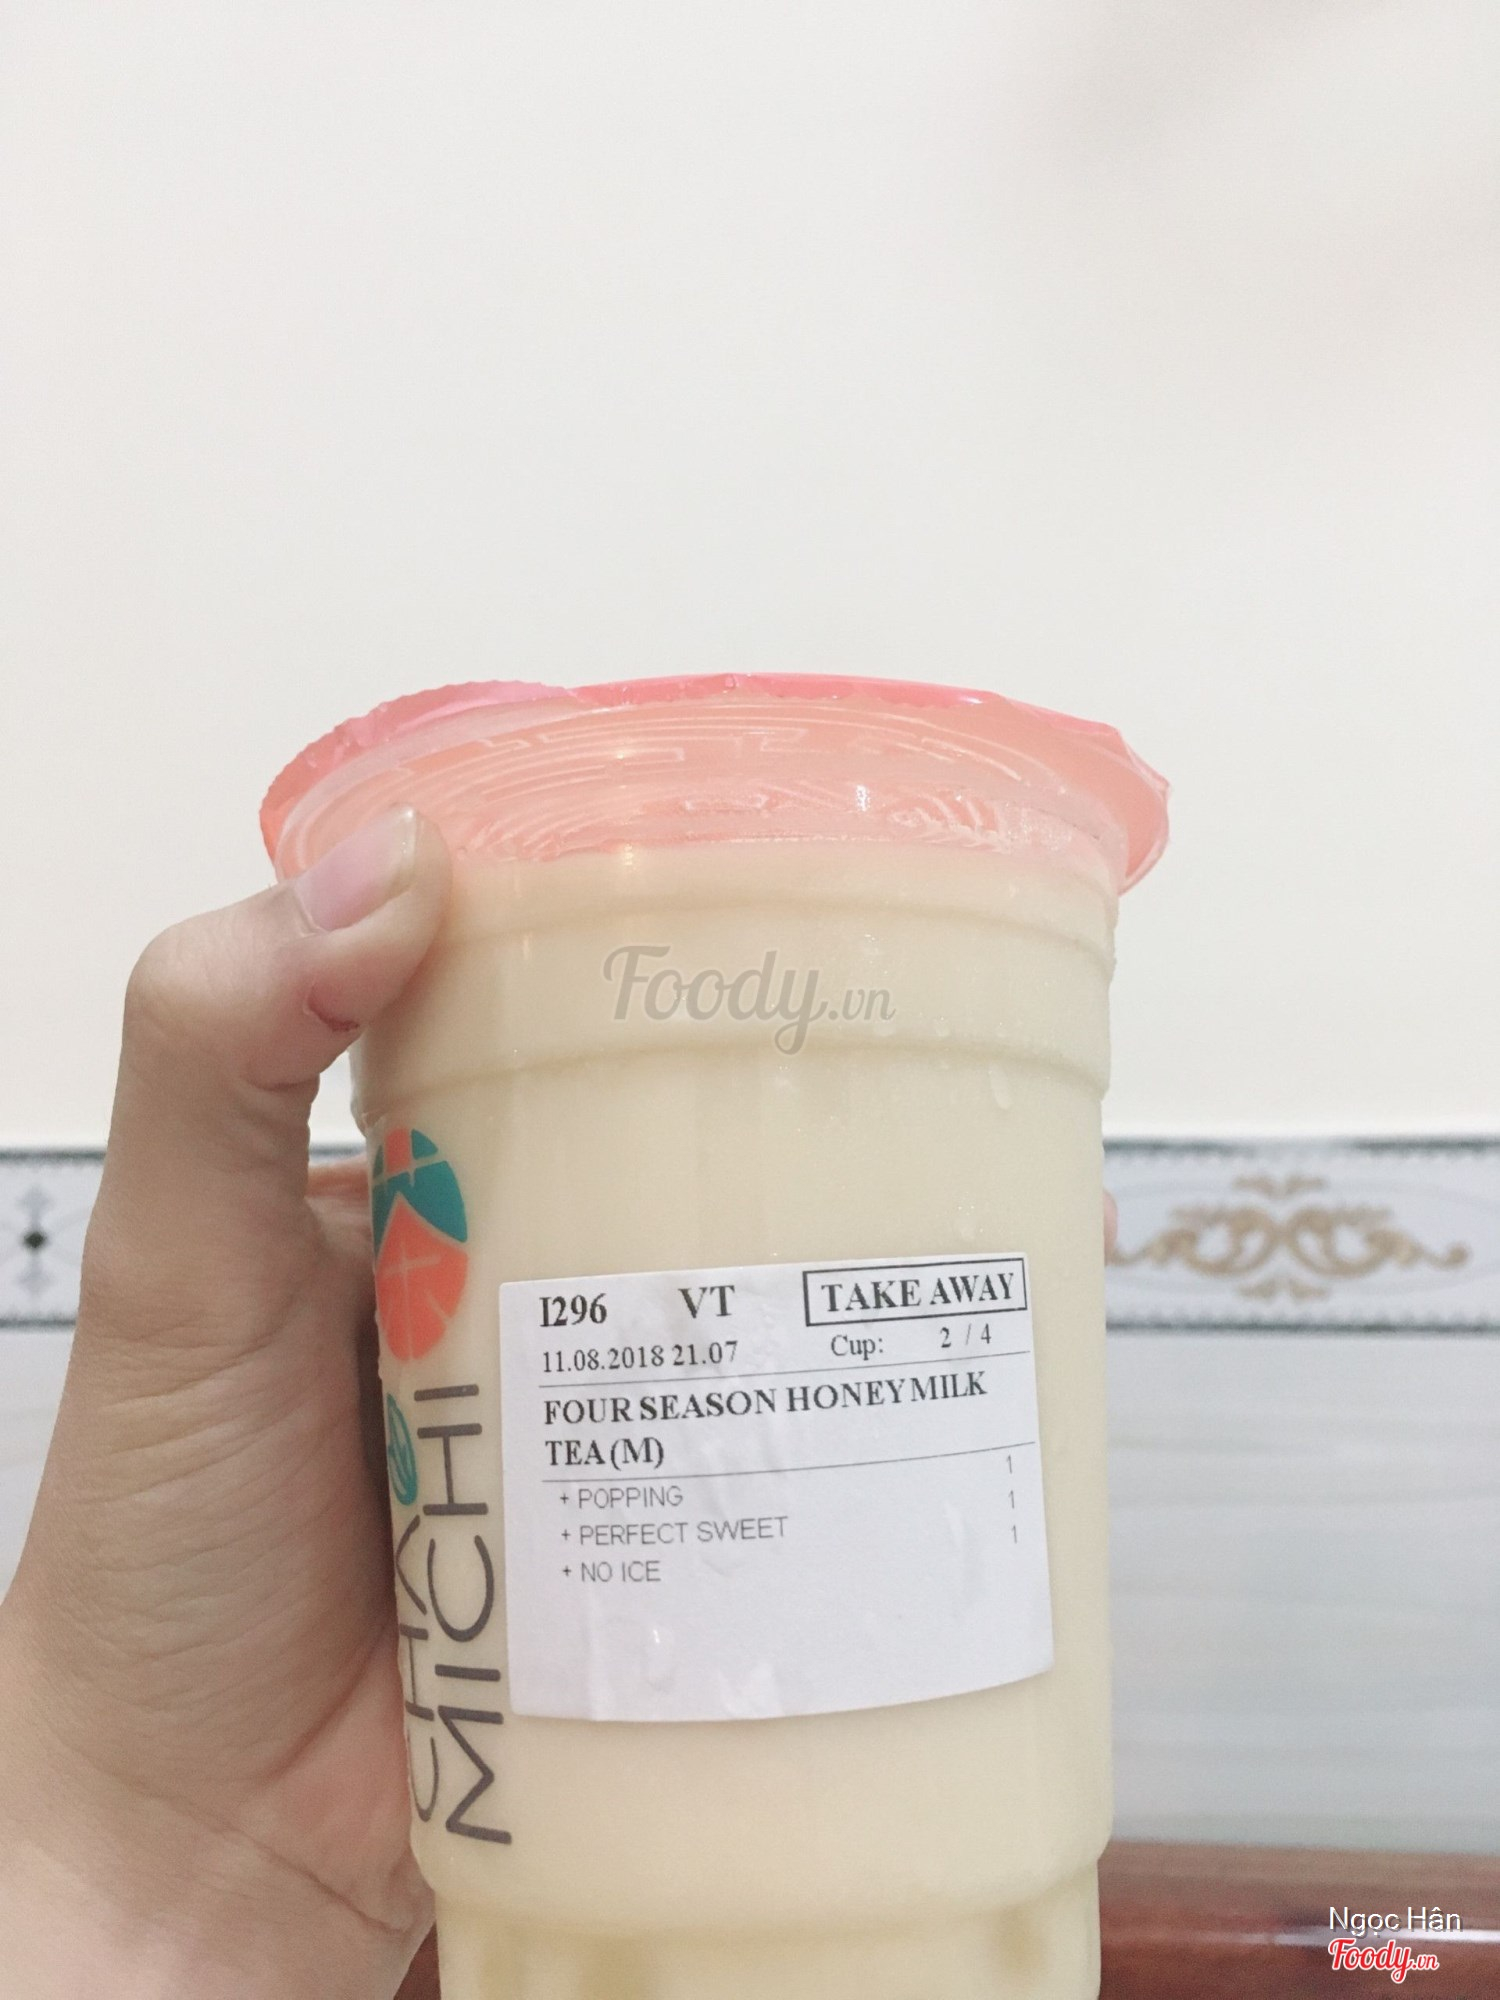 Foody.vn
I296 VT TAKE AWAY
11.08.2018 21.07 Cup: 2 / 4
FOUR SEASON HONEY MILK
TEA (M)
+ POPPING 1
+ PERFECT SWEET 1
+ NO ICE 1
CHA
MICHI
Ngọc Hân
Foody.vn